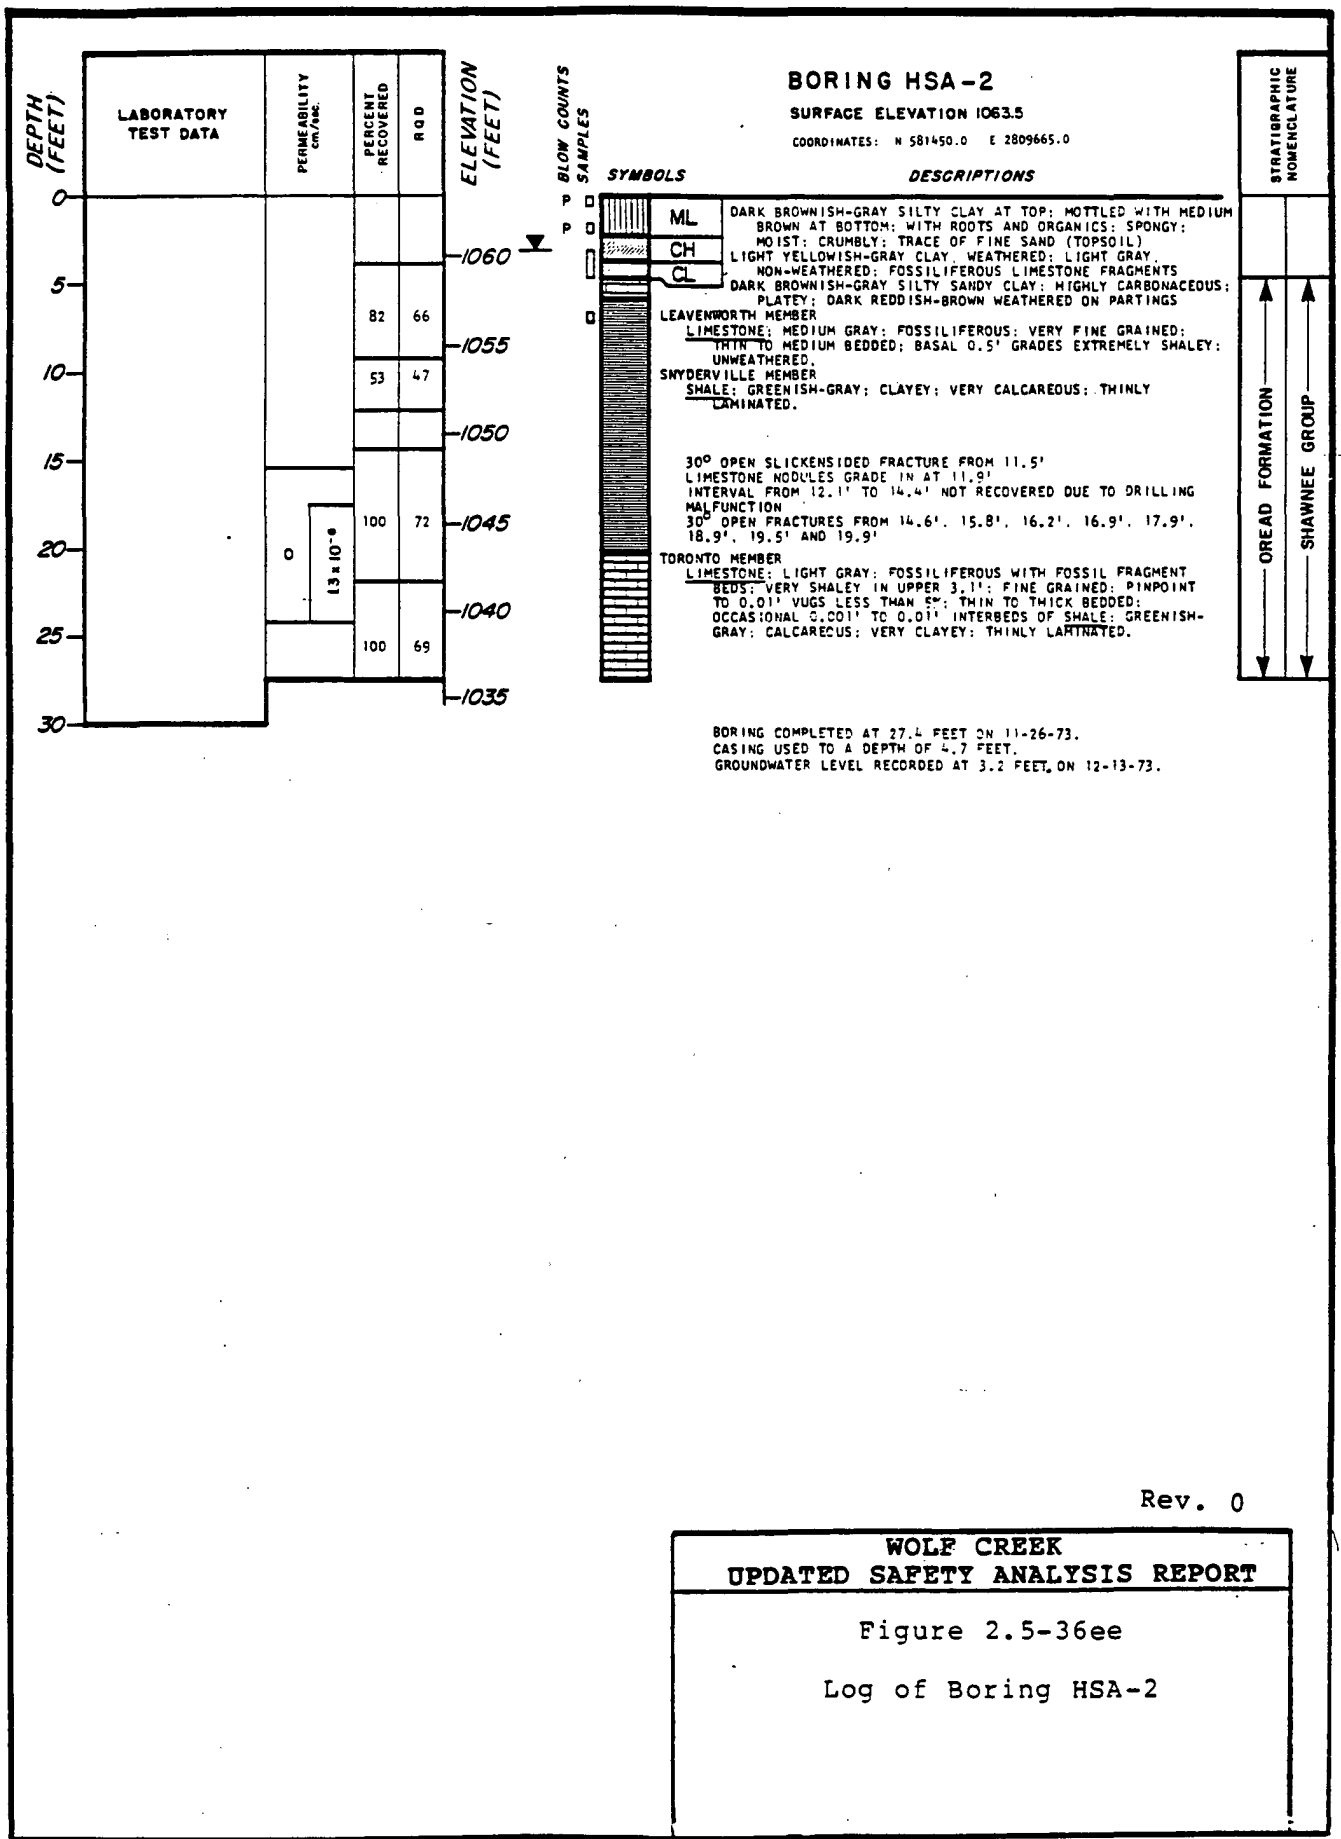 BORING HSA-2
SURFACE ELEVATION 1063.5
COORDINATES: N 581450.0 E 2809665.0
DEPTH
(FEET)
LABORATORY
TEST DATA
PERMEABILITY
cm/sec.
PERCENT
RECOVERED
RQD
ELEVATION
(FEET)
BLOW COUNTS
SAMPLES
SYMBOLS
DESCRIPTIONS
STRATIGRAPHIC
NOMENCLATURE
0
5
10
15
20
25
30
82 66
53 47
100 72
100 69
0
1.3 x 10
1060
1055
1050
1045
1040
1035
P
P
ML
CH
CL
DARK BROWNISH-GRAY SILTY CLAY AT TOP; MOTTLED WITH MEDIUM
BROWN AT BOTTOM; WITH ROOTS AND ORGANICS; SPONGY;
MOIST; CRUMBLY; TRACE OF FINE SAND (TOPSOIL)
LIGHT YELLOWISH-GRAY CLAY, WEATHERED; LIGHT GRAY,
NON-WEATHERED; FOSSILIFEROUS LIMESTONE FRAGMENTS
DARK BROWNISH-GRAY SILTY SANDY CLAY; HIGHLY CARBONACEOUS;
PLATEY; DARK REDDISH-BROWN WEATHERED ON PARTINGS
LEAVENWORTH MEMBER
LIMESTONE; MEDIUM GRAY; FOSSILIFEROUS; VERY FINE GRAINED;
THIN TO MEDIUM BEDDED; BASAL 0.5' GRADES EXTREMELY SHALEY;
UNWEATHERED.
SNYDERVILLE MEMBER
SHALE; GREENISH-GRAY; CLAYEY; VERY CALCAREOUS; THINLY
LAMINATED.
30° OPEN SLICKENSIDED FRACTURE FROM 11.5'
LIMESTONE NODULES GRADE IN AT 11.9'
INTERVAL FROM 12.1' TO 14.4' NOT RECOVERED DUE TO DRILLING
MALFUNCTION
30° OPEN FRACTURES FROM 14.6', 15.8', 16.2', 16.9', 17.9',
18.9', 19.5' AND 19.9'
TORONTO MEMBER
LIMESTONE; LIGHT GRAY; FOSSILIFEROUS WITH FOSSIL FRAGMENT
BEDS; VERY SHALEY IN UPPER 3.1'; FINE GRAINED; PINPOINT
TO 0.01' VUGS LESS THAN THIN TO THICK BEDDED;
OCCASIONAL 0.001' TO 0.01' INTERBEDS OF SHALE; GREENISH-
GRAY; CALCAREOUS; VERY CLAYEY; THINLY LAMINATED.
OREAD FORMATION
SHAWNEE GROUP
BORING COMPLETED AT 27.4 FEET ON 11-26-73.
CASING USED TO A DEPTH OF 4.7 FEET.
GROUNDWATER LEVEL RECORDED AT 3.2 FEET, ON 12-13-73.
Rev. 0
WOLF CREEK
UPDATED SAFETY ANALYSIS REPORT
Figure 2.5-36ee
Log of Boring HSA-2